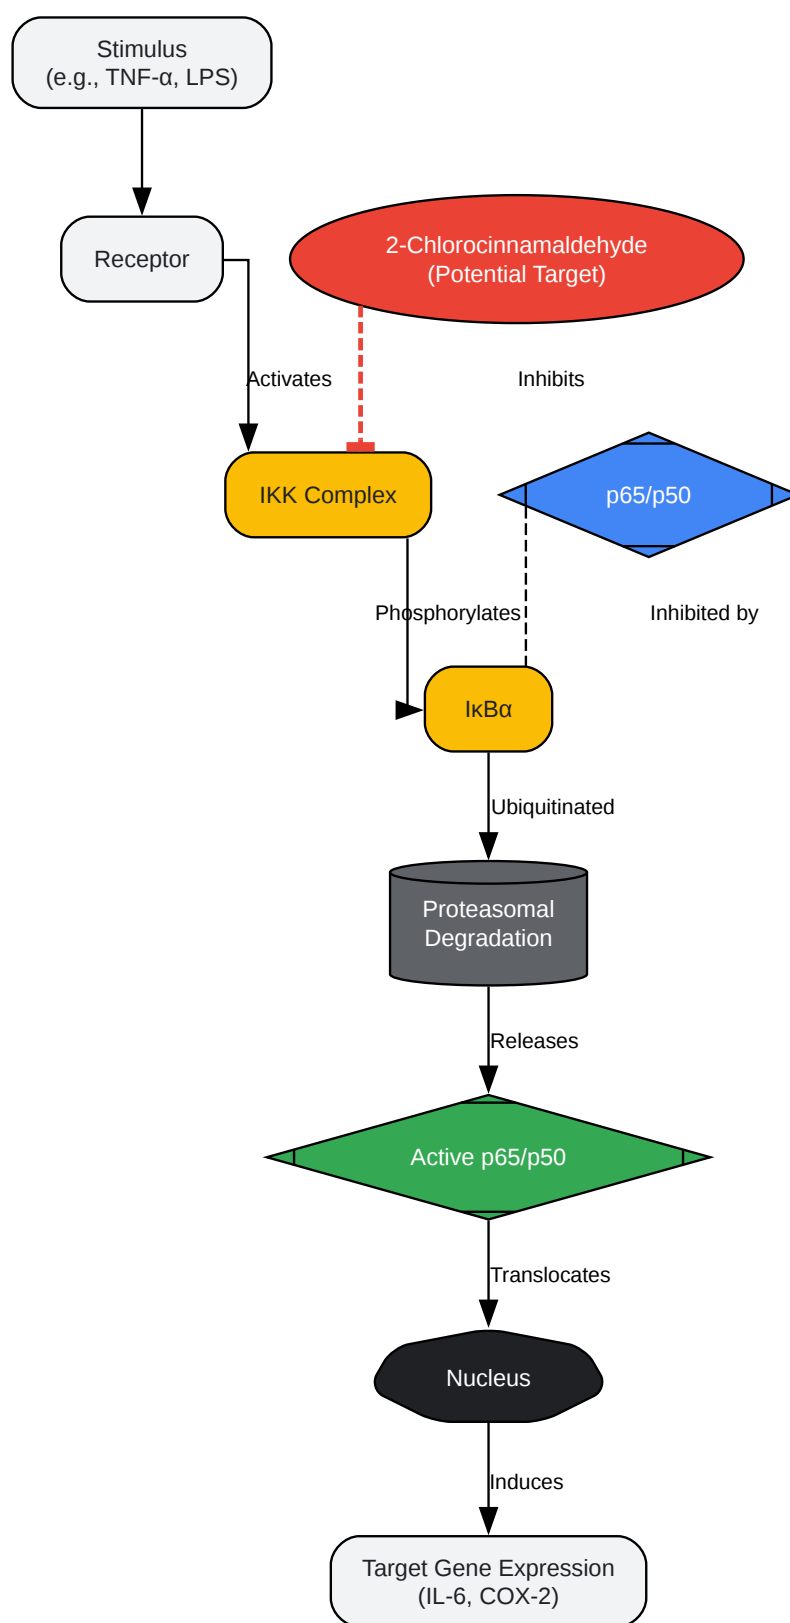 Stimulus
(e.g., TNF-α, LPS)
Receptor
2-Chlorocinnamaldehyde
(Potential Target)
Activates
Inhibits
IKK Complex
p65/p50
Phosphorylates
Inhibited by
IκBα
Ubiquitinated
Proteasomal
Degradation
Releases
Active p65/p50
Translocates
Nucleus
Induces
Target Gene Expression
(IL-6, COX-2)